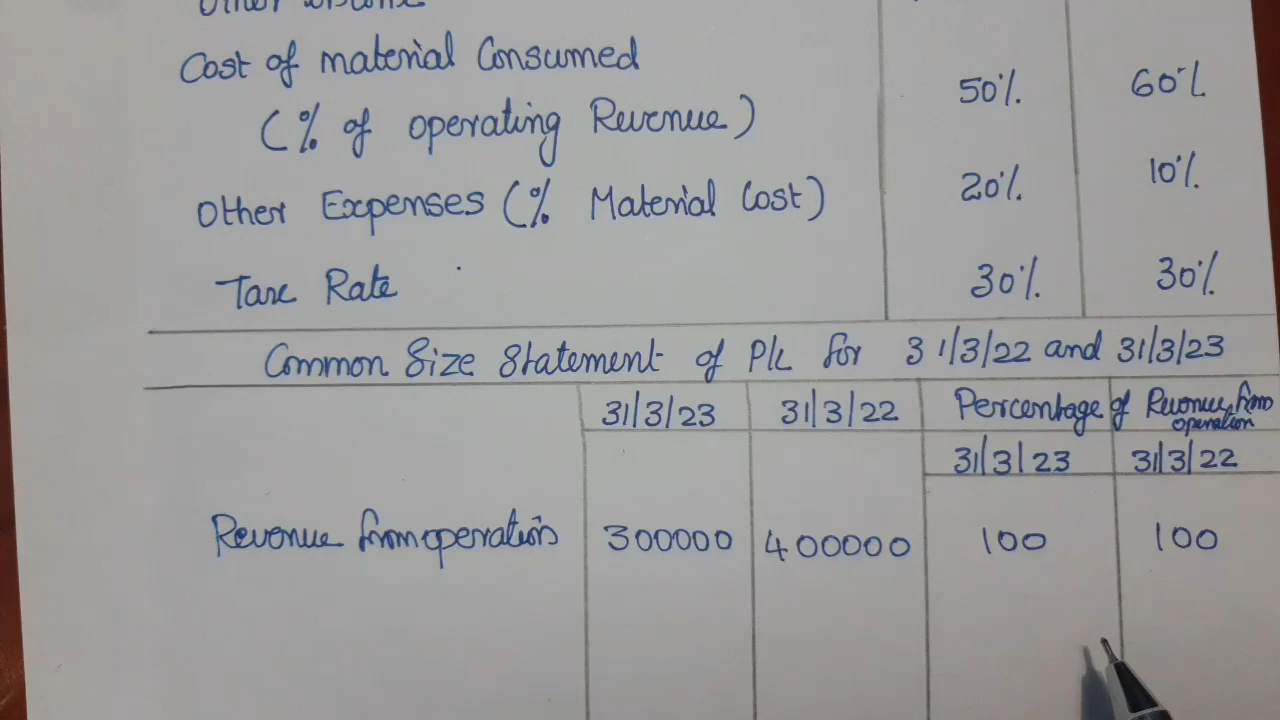 Other Income
Cost of material Consumed
(% of operating Revenue) 50% 60%
Other Expenses (% Material Cost) 20% 10%
Tax Rate 30% 30%
Common Size Statement of P/L for 31/3/22 and 31/3/23
31/3/23 31/3/22 Percentage of Revenue from operation
31/3/23 31/3/22
Revenue from operations 300000 400000 100 100